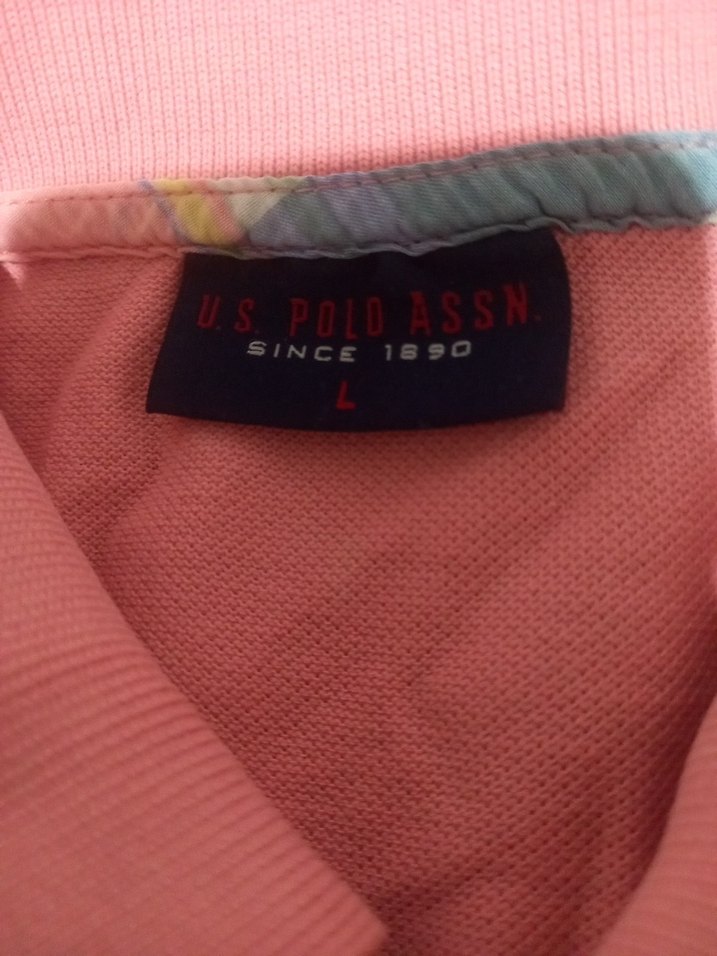 U.S. POLO ASSN.
SINCE 1890
L